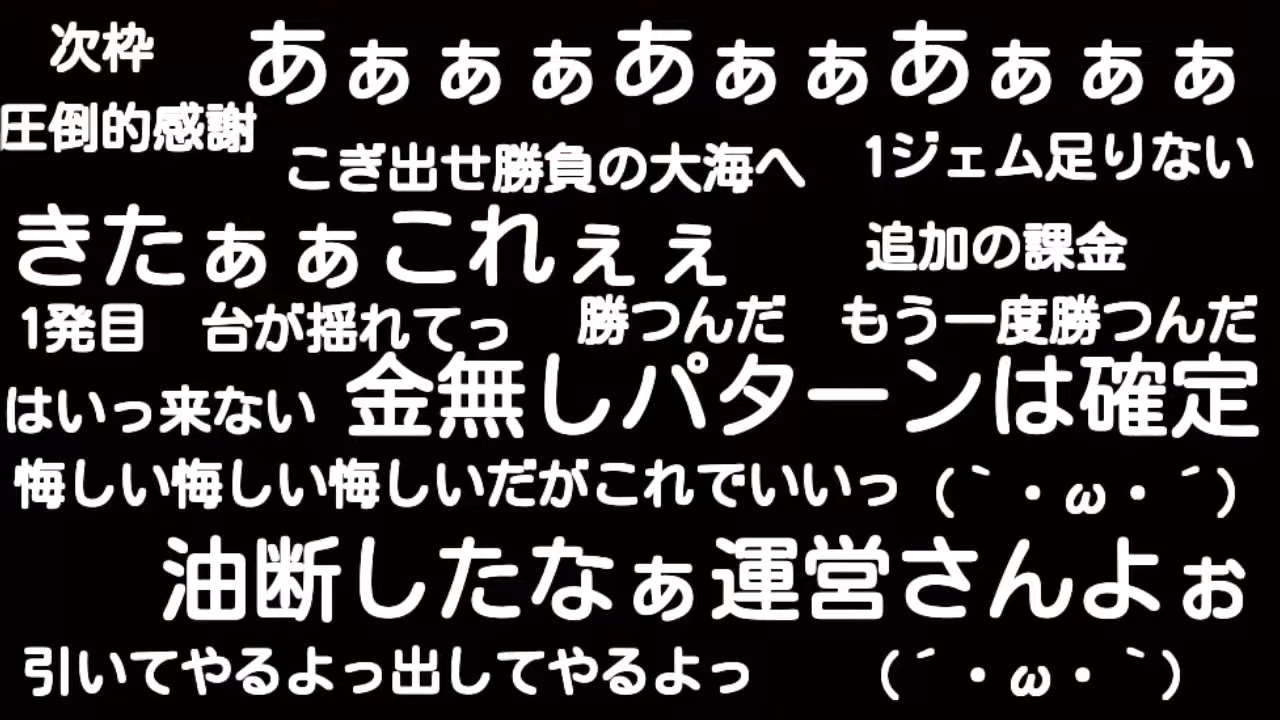 次枠
あぁぁぁあぁぁあぁぁぁ
圧倒的感謝
こぎ出せ勝負の大海へ
1ジェム足りない
きたぁぁこれぇぇ
追加の課金
1発目 台が揺れてっ
勝つんだ もう一度勝つんだ
はいっ来ない
金無しパターンは確定
悔しい悔しい悔しいだがこれでいいっ
(｀・ω・´)
油断したなぁ運営さんよぉ
引いてやるよっ出してやるよっ
(´・ω・｀)